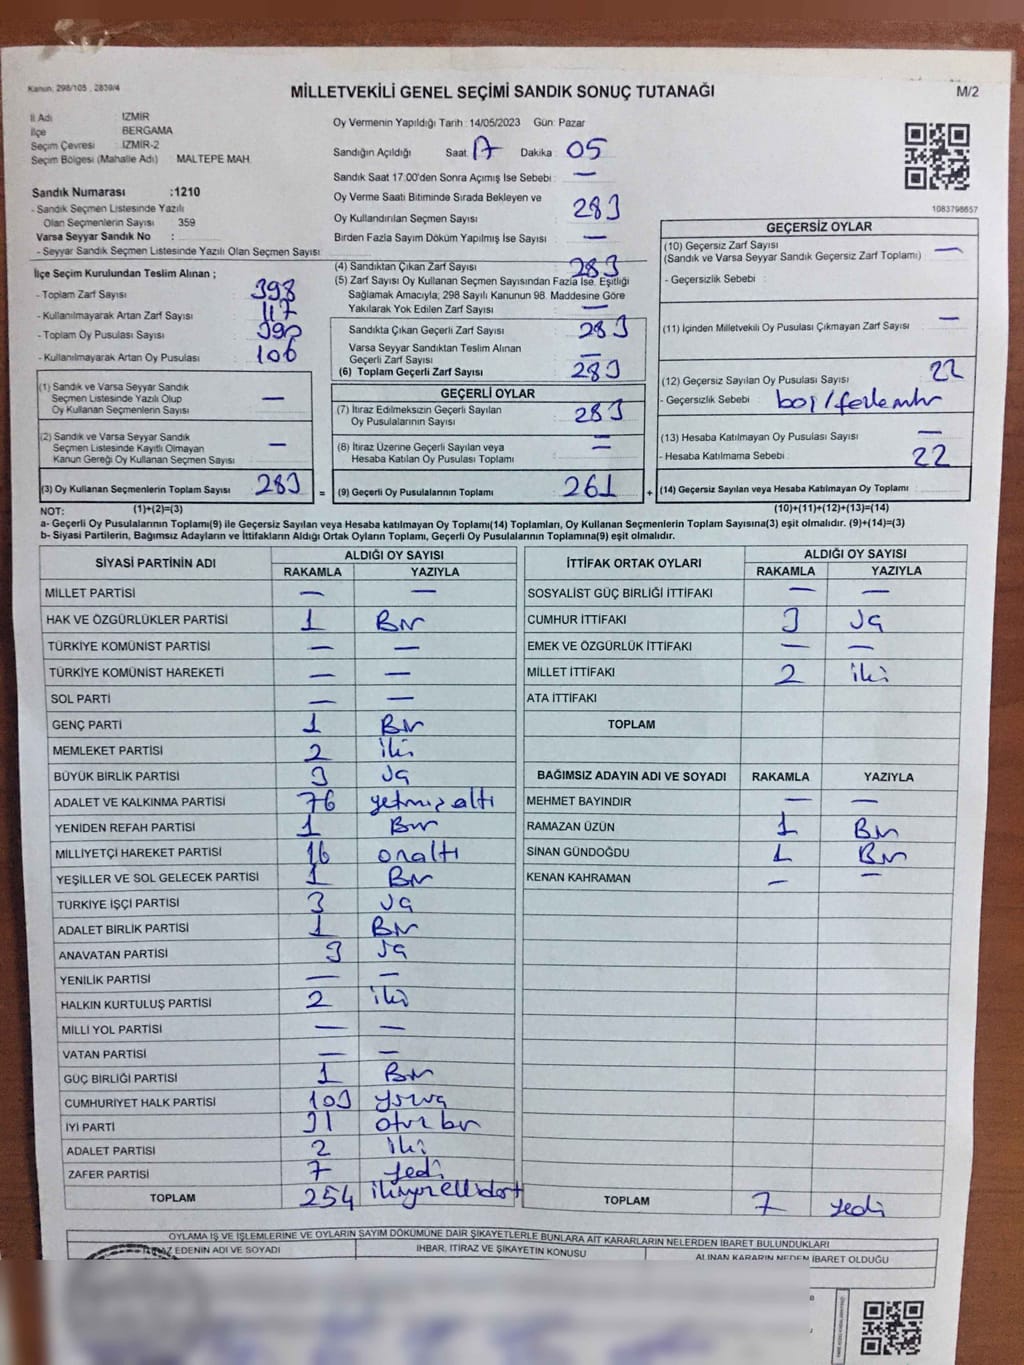 Kanun: 298/105 , 2839/4
MİLLETVEKİLİ GENEL SEÇİMİ SANDIK SONUÇ TUTANAĞI
M/2
İl Adı İZMİR
İlçe BERGAMA
Seçim Çevresi İZMİR-2
Seçim Bölgesi (Mahalle Adı) MALTEPE MAH.
Sandık Numarası :1210
- Sandık Seçmen Listesinde Yazılı
Olan Seçmenlerin Sayısı 359
Varsa Seyyar Sandık No :
- Seyyar Sandık Seçmen Listesinde Yazılı Olan Seçmen Sayısı :
Oy Vermenin Yapıldığı Tarih : 14/05/2023 Gün: Pazar
Sandığın Açıldığı Saat 17 Dakika 05
Sandık Saat 17:00'den Sonra Açımış İse Sebebi : —
Oy Verme Saati Bitiminde Sırada Bekleyen ve
Oy Kullandırılan Seçmen Sayısı 283
Birden Fazla Sayım Döküm Yapılmış İse Sayısı —
1083798657
İlçe Seçim Kurulundan Teslim Alınan ;
- Toplam Zarf Sayısı : 398
- Kullanılmayarak Artan Zarf Sayısı : 117
- Toplam Oy Pusulası Sayısı : 390
- Kullanılmayarak Artan Oy Pusulası : 106
(4) Sandıktan Çıkan Zarf Sayısı 283
(5) Zarf Sayısı Oy Kullanan Seçmen Sayısından Fazla İse, Eşitliği
Sağlamak Amacıyla, 298 Sayılı Kanunun 98. Maddesine Göre
Yakılarak Yok Edilen Zarf Sayısı : —
Sandıkta Çıkan Geçerli Zarf Sayısı 283
Varsa Seyyar Sandıktan Teslim Alınan
Geçerli Zarf Sayısı —
(6) Toplam Geçerli Zarf Sayısı 283
GEÇERSİZ OYLAR
(10) Geçersiz Zarf Sayısı —
(Sandık ve Varsa Seyyar Sandık Geçersiz Zarf Toplamı) :
- Geçersizlik Sebebi :
(11) İçinden Milletvekili Oy Pusulası Çıkmayan Zarf Sayısı —
(12) Geçersiz Sayılan Oy Pusulası Sayısı 22
- Geçersizlik Sebebi : boş/
(13) Hesaba Katılmayan Oy Pusulası Sayısı —
- Hesaba Katılmama Sebebi : 22
(14) Geçersiz Sayılan veya Hesaba Katılmayan Oy Toplamı :
(1) Sandık ve Varsa Seyyar Sandık
Seçmen Listesinde Yazılı Olup
Oy Kullanan Seçmenlerin Sayısı —
(2) Sandık ve Varsa Seyyar Sandık
Seçmen Listesinde Kayıtlı Olmayan
Kanun Gereği Oy Kullanan Seçmen Sayısı —
(3) Oy Kullanan Seçmenlerin Toplam Sayısı 283 =
GEÇERLİ OYLAR
(7) İtiraz Edilmeksizin Geçerli Sayılan
Oy Pusulalarının Sayısı 283
(8) İtiraz Üzerine Geçerli Sayılan veya
Hesaba Katılan Oy Pusulası Toplamı =
(9) Geçerli Oy Pusulalarının Toplamı 261 +
NOT: (1)+(2)=(3) (10)+(11)+(12)+(13)=(14)
a- Geçerli Oy Pusulalarının Toplamı(9) ile Geçersiz Sayılan veya Hesaba katılmayan Oy Toplamı(14) Toplamları, Oy Kullanan Seçmenlerin Toplam Sayısına(3) eşit olmalıdır. (9)+(14)=(3)
b- Siyasi Partilerin, Bağımsız Adayların ve İttifakların Aldığı Ortak Oyların Toplamı, Geçerli Oy Pusulalarının Toplamına(9) eşit olmalıdır.
SİYASİ PARTİNİN ADI ALDIĞI OY SAYISI
RAKAMLA YAZIYLA
MİLLET PARTİSİ — —
HAK VE ÖZGÜRLÜKLER PARTİSİ 1 Bir
TÜRKİYE KOMÜNİST PARTİSİ — —
TÜRKİYE KOMÜNİST HAREKETİ — —
SOL PARTİ — —
GENÇ PARTİ 1 Bir
MEMLEKET PARTİSİ 2 iki
BÜYÜK BİRLİK PARTİSİ 3 üç
ADALET VE KALKINMA PARTİSİ 76 yetmiş altı
YENİDEN REFAH PARTİSİ 1 Bir
MİLLİYETÇİ HAREKET PARTİSİ 16 onaltı
YEŞİLLER VE SOL GELECEK PARTİSİ 1 Bir
TÜRKİYE İŞÇİ PARTİSİ 3 üç
ADALET BİRLİK PARTİSİ 1 Bir
ANAVATAN PARTİSİ 3 üç
YENİLİK PARTİSİ — —
HALKIN KURTULUŞ PARTİSİ 2 iki
MİLLİ YOL PARTİSİ — —
VATAN PARTİSİ — —
GÜÇ BİRLİĞİ PARTİSİ 1 Bir
CUMHURİYET HALK PARTİSİ 103 yüzüç
İYİ PARTİ 31 otuz bir
ADALET PARTİSİ 2 iki
ZAFER PARTİSİ 7 yedi
TOPLAM 254 ikiyüzellidört
İTTİFAK ORTAK OYLARI ALDIĞI OY SAYISI
RAKAMLA YAZIYLA
SOSYALİST GÜÇ BİRLİĞİ İTTİFAKI — —
CUMHUR İTTİFAKI 3 üç
EMEK VE ÖZGÜRLÜK İTTİFAKI — —
MİLLET İTTİFAKI 2 iki
ATA İTTİFAKI
TOPLAM
BAĞIMSIZ ADAYIN ADI VE SOYADI RAKAMLA YAZIYLA
MEHMET BAYINDIR — —
RAMAZAN ÜZÜN 1 Bir
SİNAN GÜNDOĞDU 1 Bir
KENAN KAHRAMAN — —
TOPLAM 7 yedi
OYLAMA İŞ VE İŞLEMLERİNE VE OYLARIN SAYIM DÖKÜMÜNE DAİR ŞİKAYETLERLE BUNLARA AİT KARARLARIN NELERDEN İBARET BULUNDUKLARI
EDENİN ADI VE SOYADI İHBAR, İTİRAZ VE ŞİKAYETİN KONUSU ALINAN KARARIN NEDEN İBARET OLDUĞU